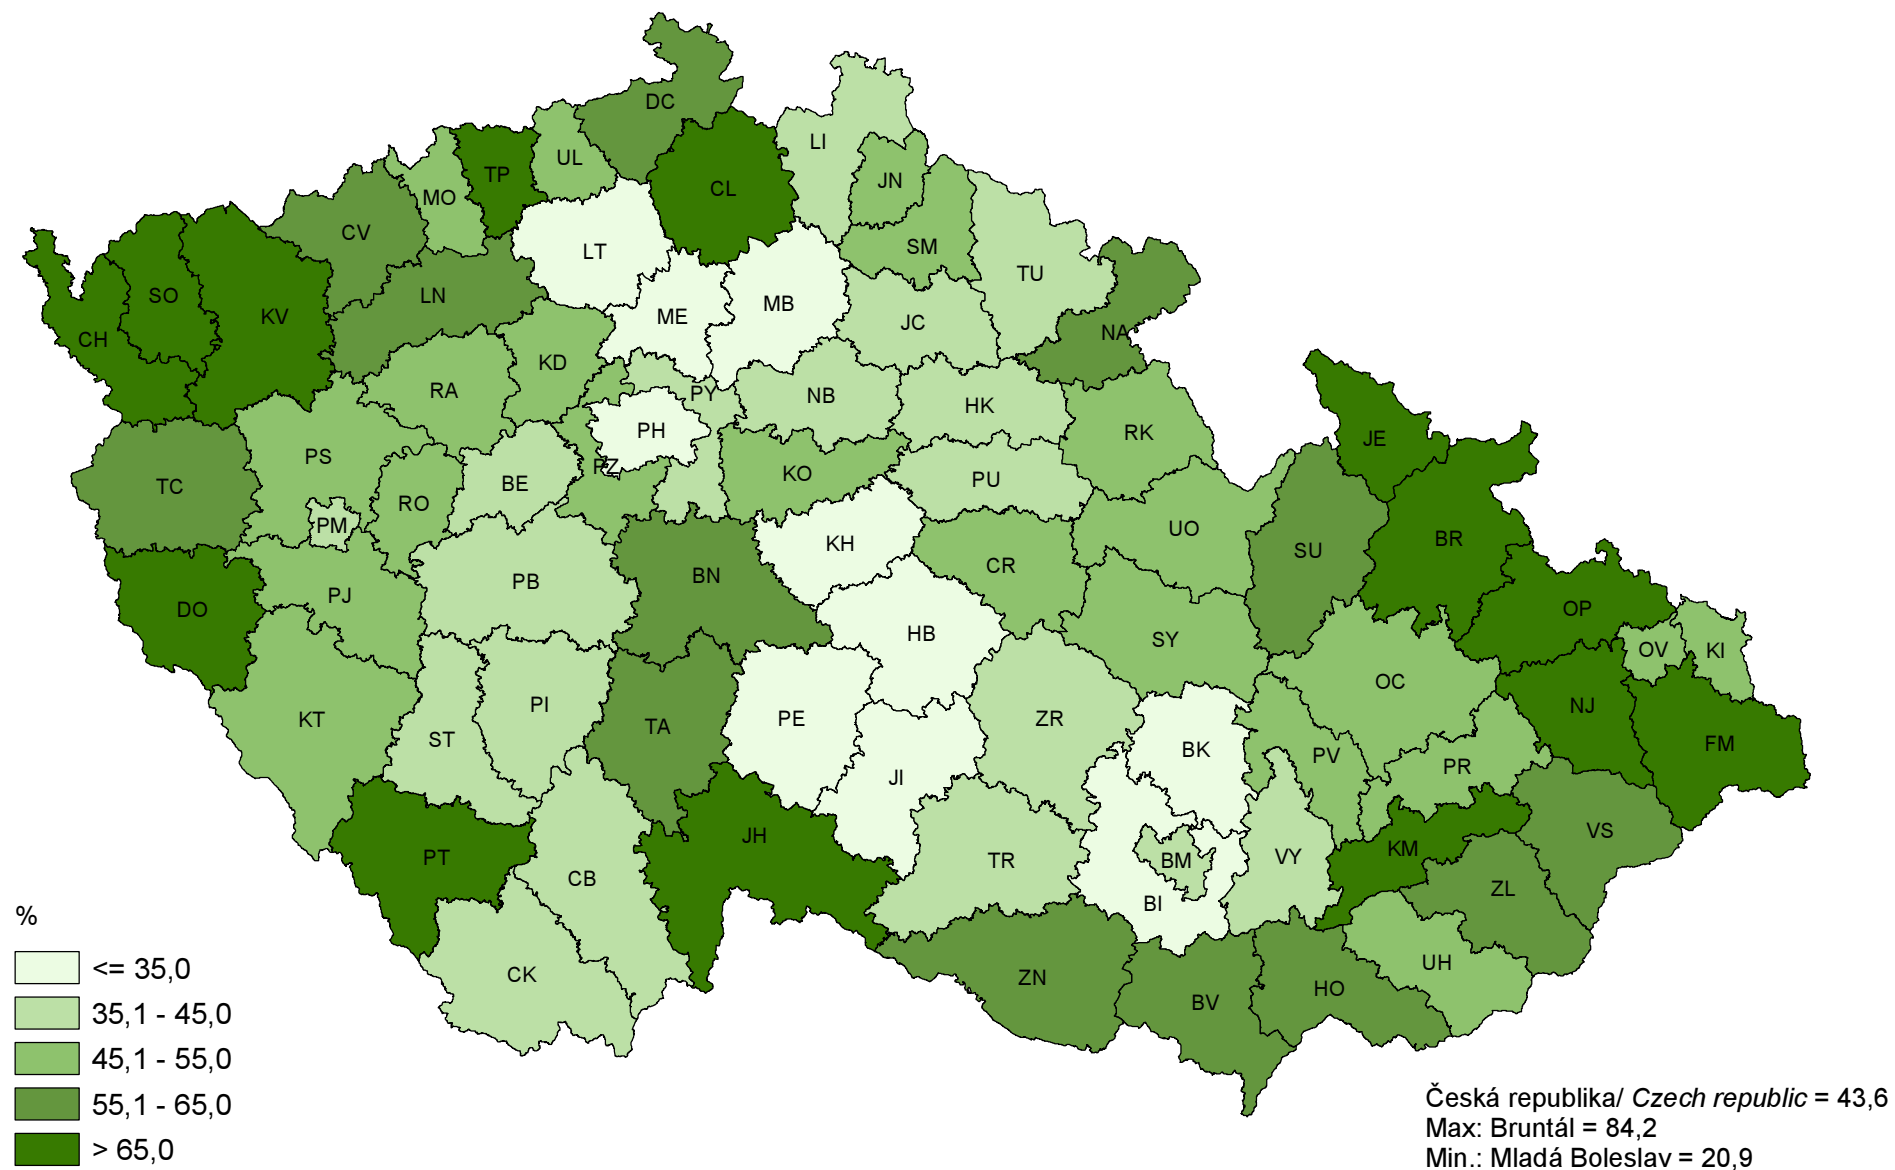 DC
LI
UL
TP
JN
CL
MO
CV
SM
LT
TU
SO
LN
MB
KV
ME
JC
NA
CH
KD
RA
PY
NB
HK
PH
RK
JE
PS
PZ
KO
BE
PU
TC
RO
PM
UO
KH
BR
SU
CR
BN
PB
PJ
DO
OP
HB
SY
OV
KI
OC
PI
NJ
KT
PE
ZR
TA
ST
FM
BK
PV
PR
JI
VS
JH
KM
PT
VY
TR
BM
CB
ZL
BI
%
UH
<= 35,0
CK
ZN
HO
BV
35,1 - 45,0
45,1 - 55,0
55,1 - 65,0
> 65,0
Česká republika/ Czech republic = 43,6
Max: Bruntál = 84,2
Min.: Mladá Boleslav = 20,9